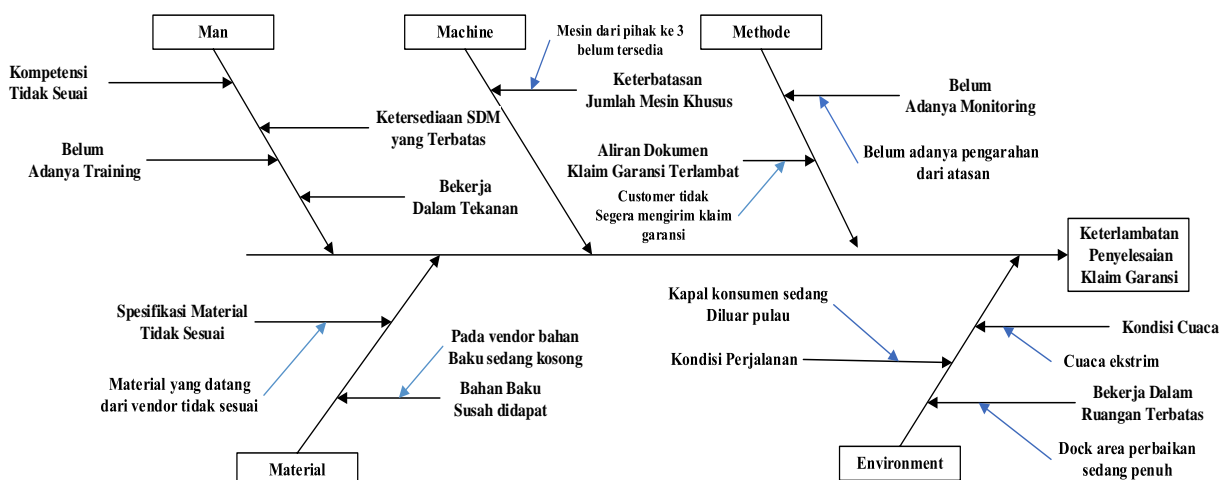 Man
Machine
Mesin dari pihak ke 3
belum tersedia
Methode
Kompetensi
Tidak Seuai
Keterbatasan
Jumlah Mesin Khusus
Belum
Adanya Monitoring
Ketersediaan SDM
yang Terbatas
Belum
Adanya Training
Aliran Dokumen
Klaim Garansi Terlambat
Belum adanya pengarahan
dari atasan
Bekerja
Dalam Tekanan
Customer tidak
Segera mengirim klaim
garansi
Keterlambatan
Penyelesaian
Klaim Garansi
Spesifikasi Material
Tidak Sesuai
Kapal konsumen sedang
Diluar pulau
Kondisi Cuaca
Pada vendor bahan
Baku sedang kosong
Kondisi Perjalanan
Cuaca ekstrim
Material yang datang
dari vendor tidak sesuai
Bahan Baku
Susah didapat
Bekerja Dalam
Ruangan Terbatas
Dock area perbaikan
sedang penuh
Material
Environment